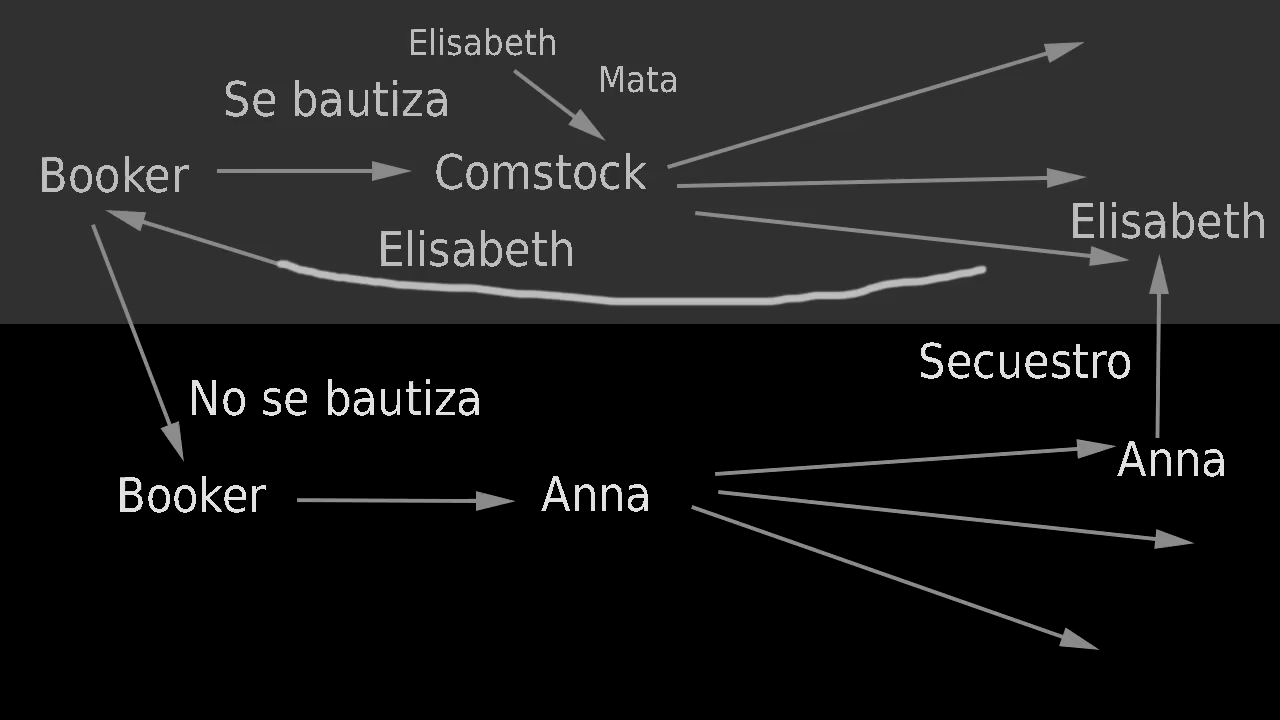 Elisabeth
Mata
Se bautiza
Booker
Comstock
Elisabeth
Elisabeth
Secuestro
No se bautiza
Anna
Booker
Anna